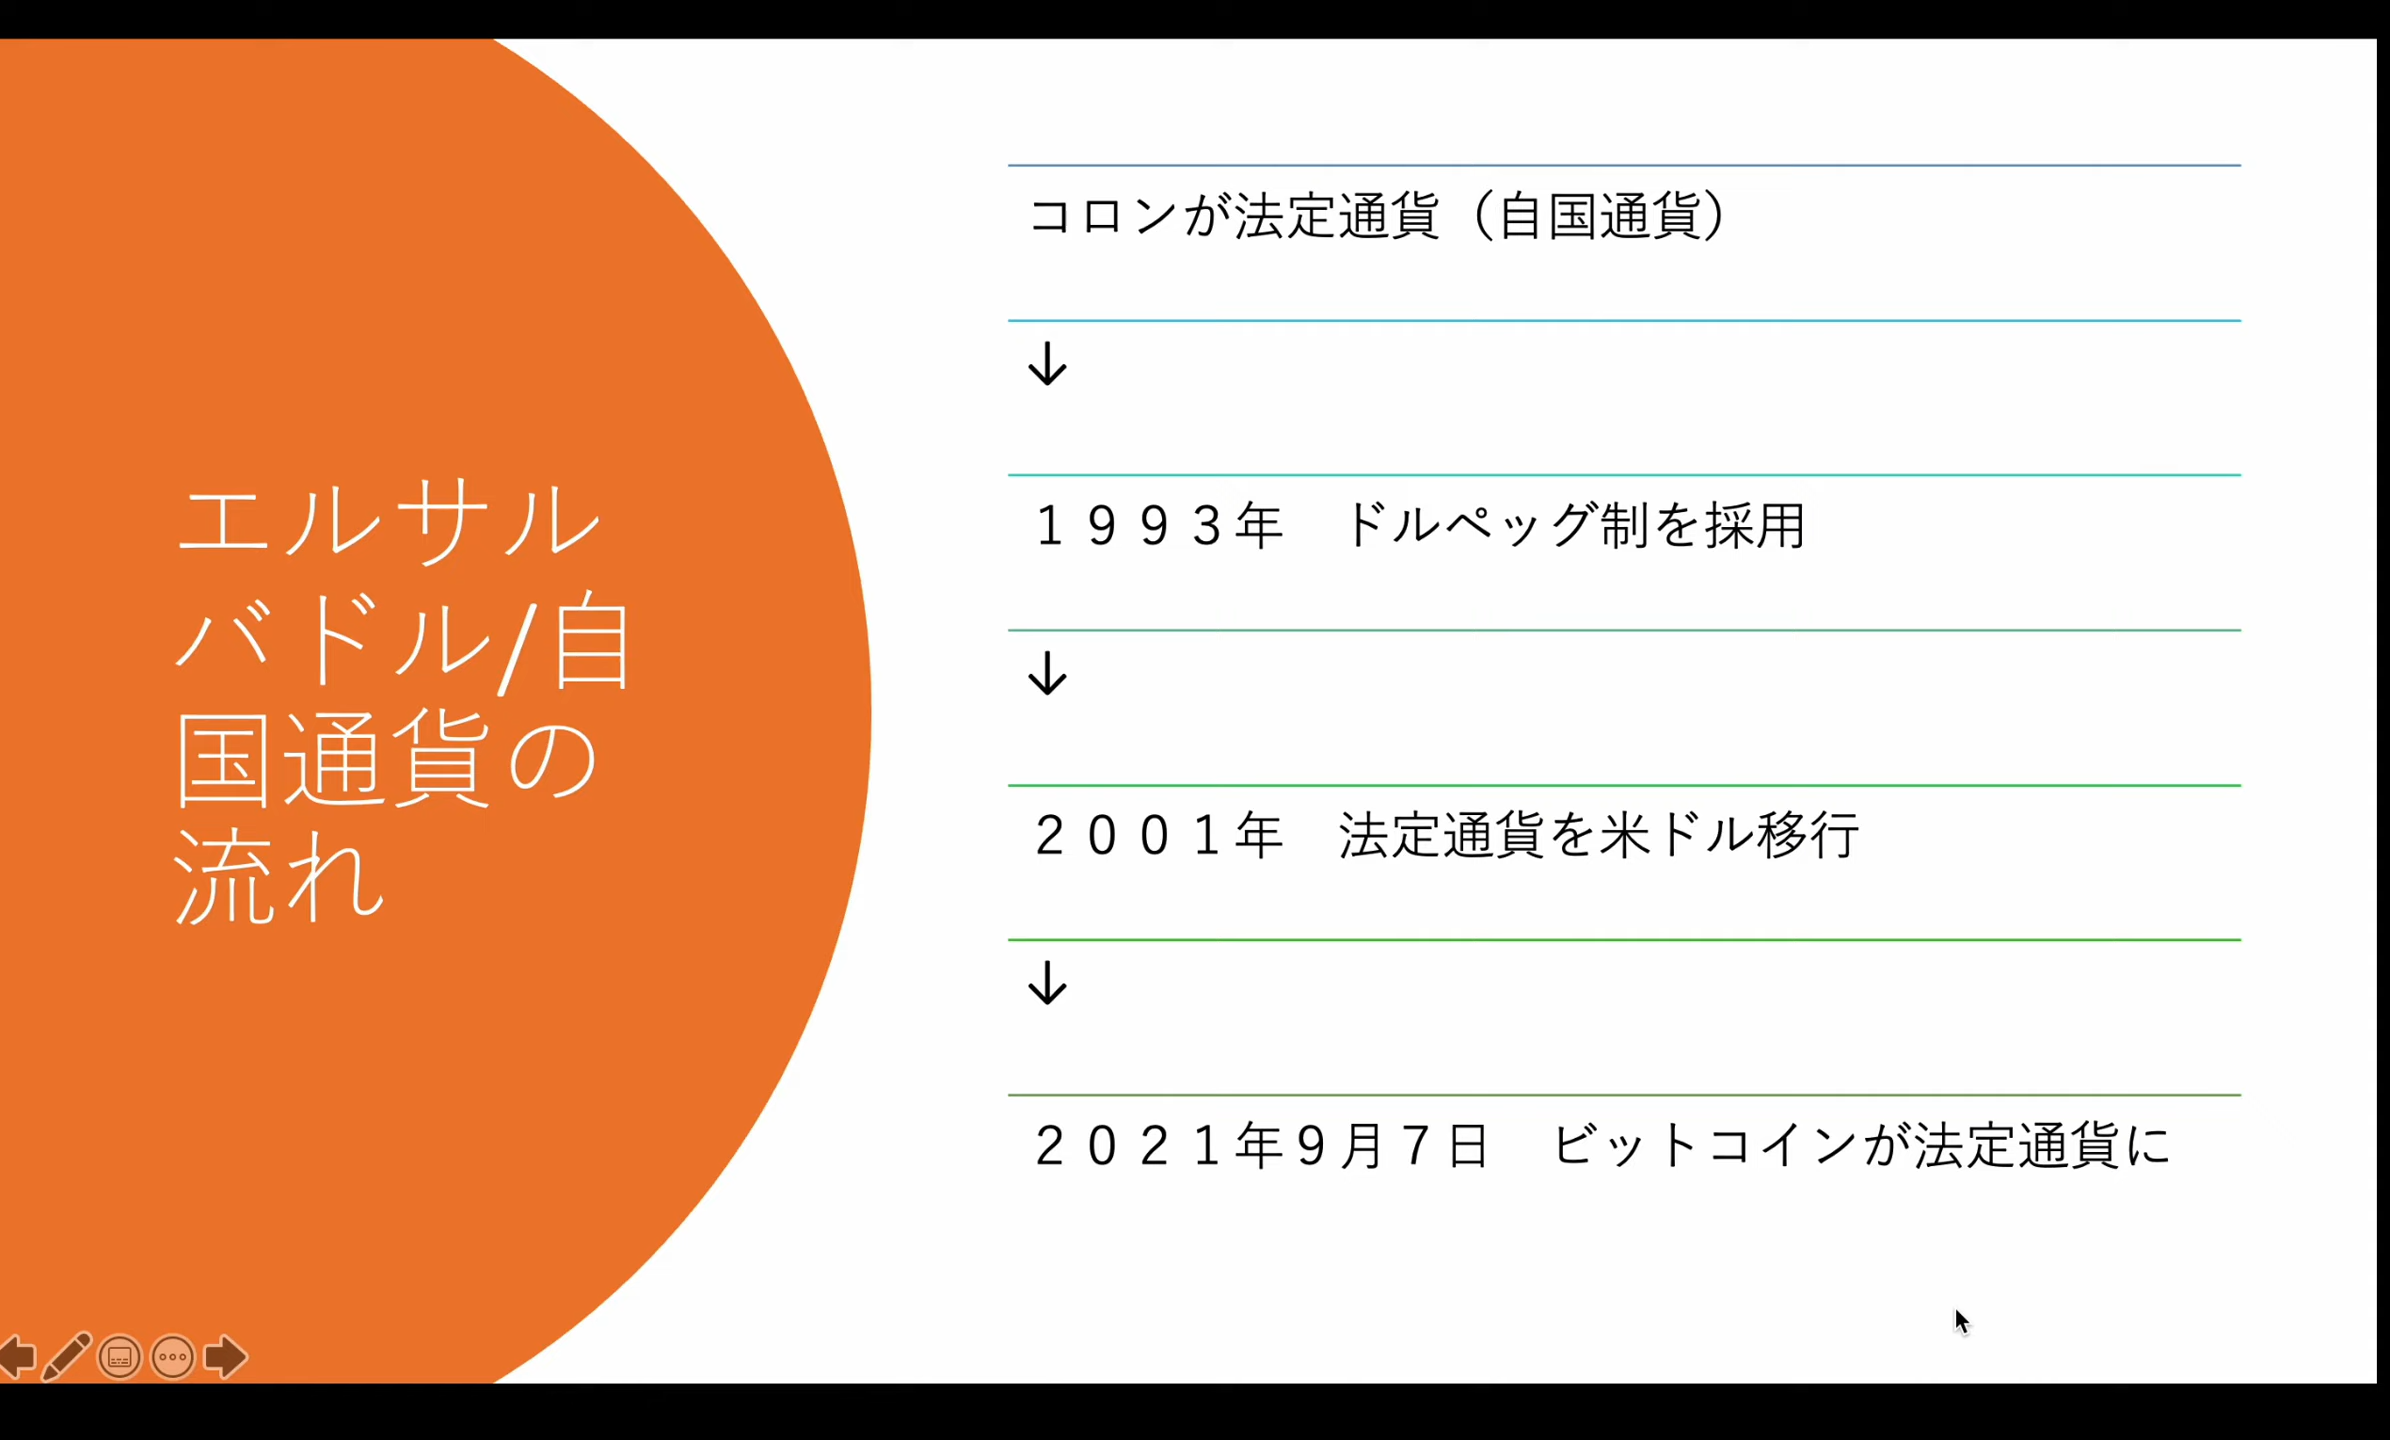 エルサル
バドル/自
国通貨の
流れ
コロンが法定通貨（自国通貨）
↓
１９９３年　ドルペッグ制を採用
↓
２００１年　法定通貨を米ドル移行
↓
２０２１年９月７日　ビットコインが法定通貨に